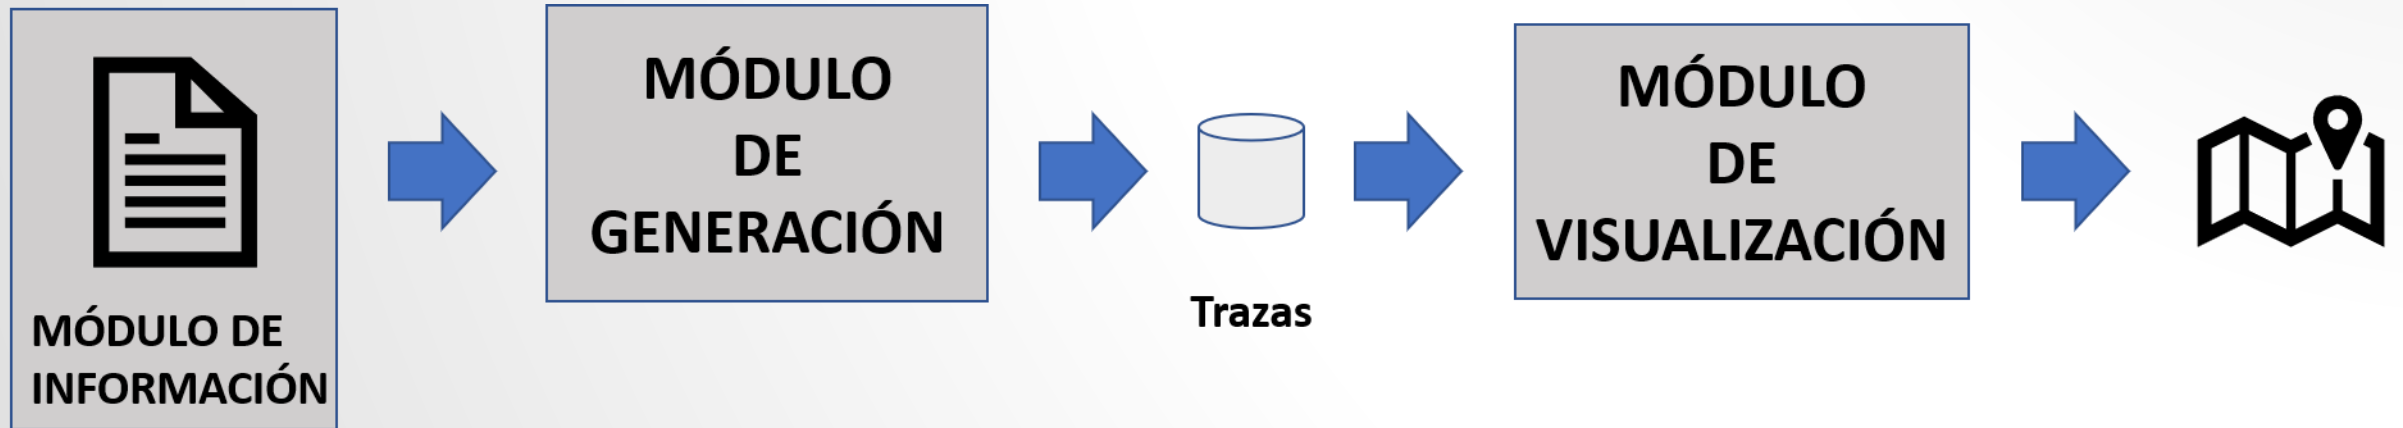 MÓDULO DE
INFORMACIÓN
MÓDULO
DE
GENERACIÓN
Trazas
MÓDULO
DE
VISUALIZACIÓN